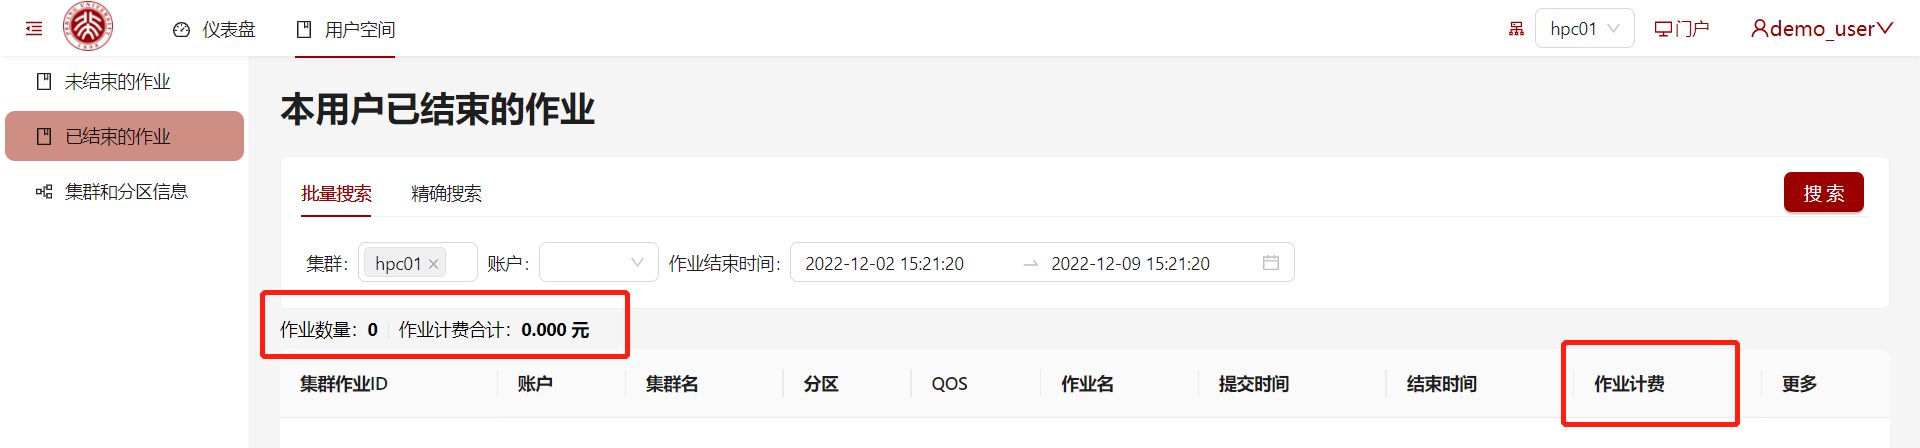 仪表盘 用户空间 hpc01 门户 demo_user
未结束的作业
已结束的作业
集群和分区信息
本用户已结束的作业
批量搜索 精确搜索 搜 索
集群: hpc01 账户: 作业结束时间: 2022-12-02 15:21:20 2022-12-09 15:21:20
作业数量：0 作业计费合计：0.000 元
集群作业ID 账户 集群名 分区 QOS 作业名 提交时间 结束时间 作业计费 更多